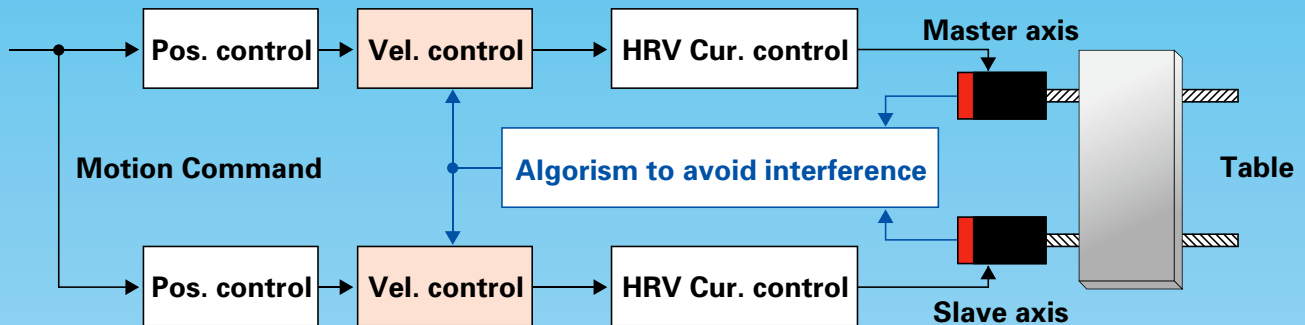 Master axis
Pos. control
Vel. control
HRV Cur. control
Motion Command
Algorism to avoid interference
Table
Pos. control
Vel. control
HRV Cur. control
Slave axis